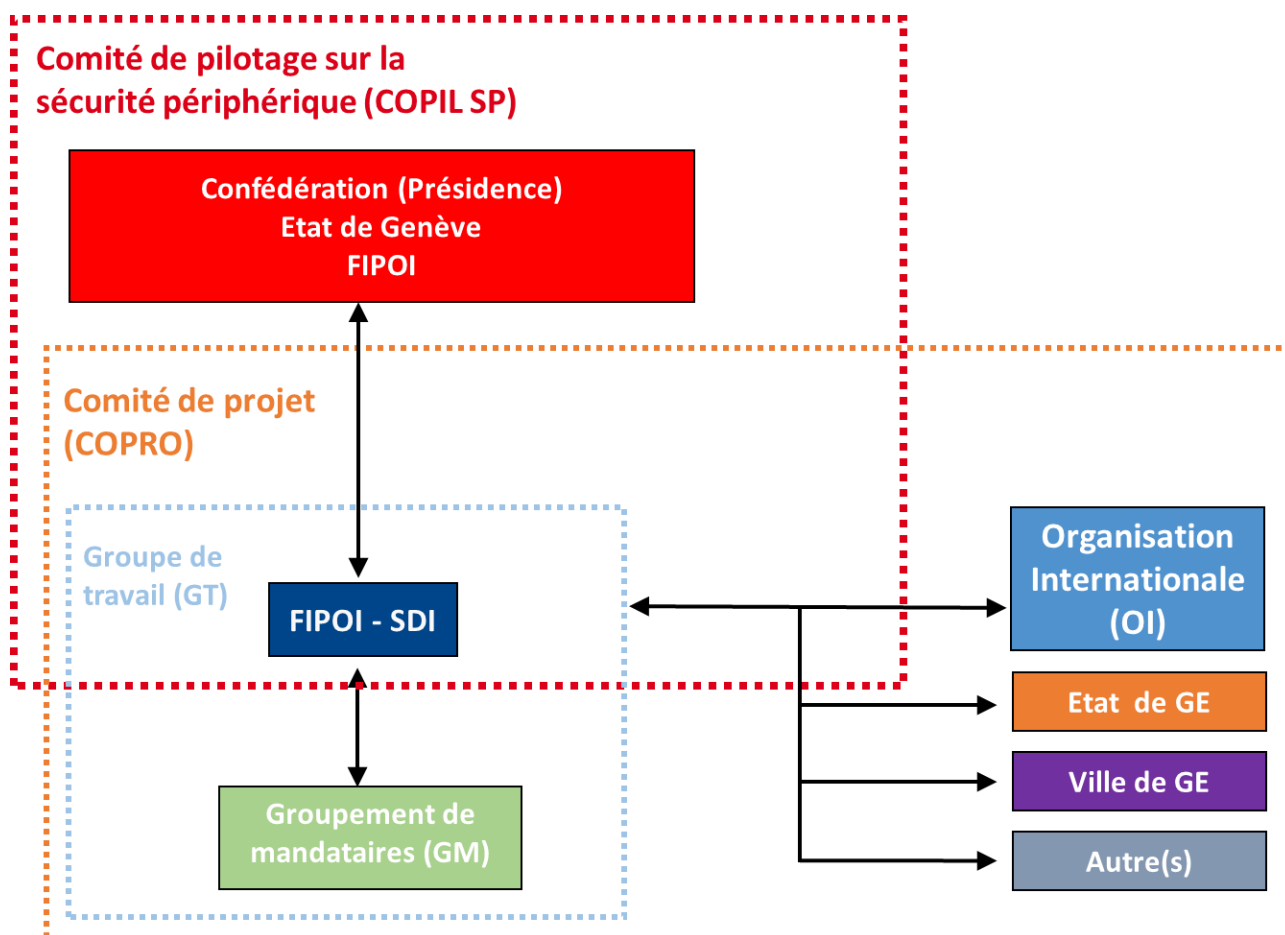 Comité de pilotage sur la
sécurité périphérique (COPIL SP)
Confédération (Présidence)
Etat de Genève
FIPOI
Comité de projet
(COPRO)
Groupe de
travail (GT)
FIPOI - SDI
Groupement de
mandataires (GM)
Organisation
Internationale
(OI)
Etat de GE
Ville de GE
Autre(s)